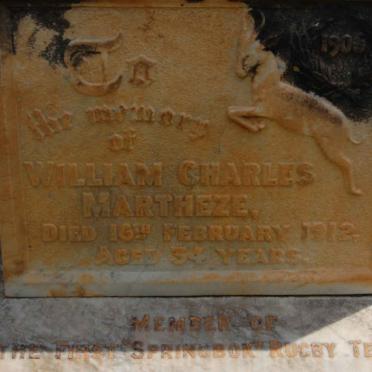 To
1906
the memory
of
WILLIAM CHARLES
MARTHEZE,
DIED 16TH FEBRUARY 1912.
AGED 34 YEARS.
MEMBER OF
THE FIRST "SPRINGBOK" RUGBY TE